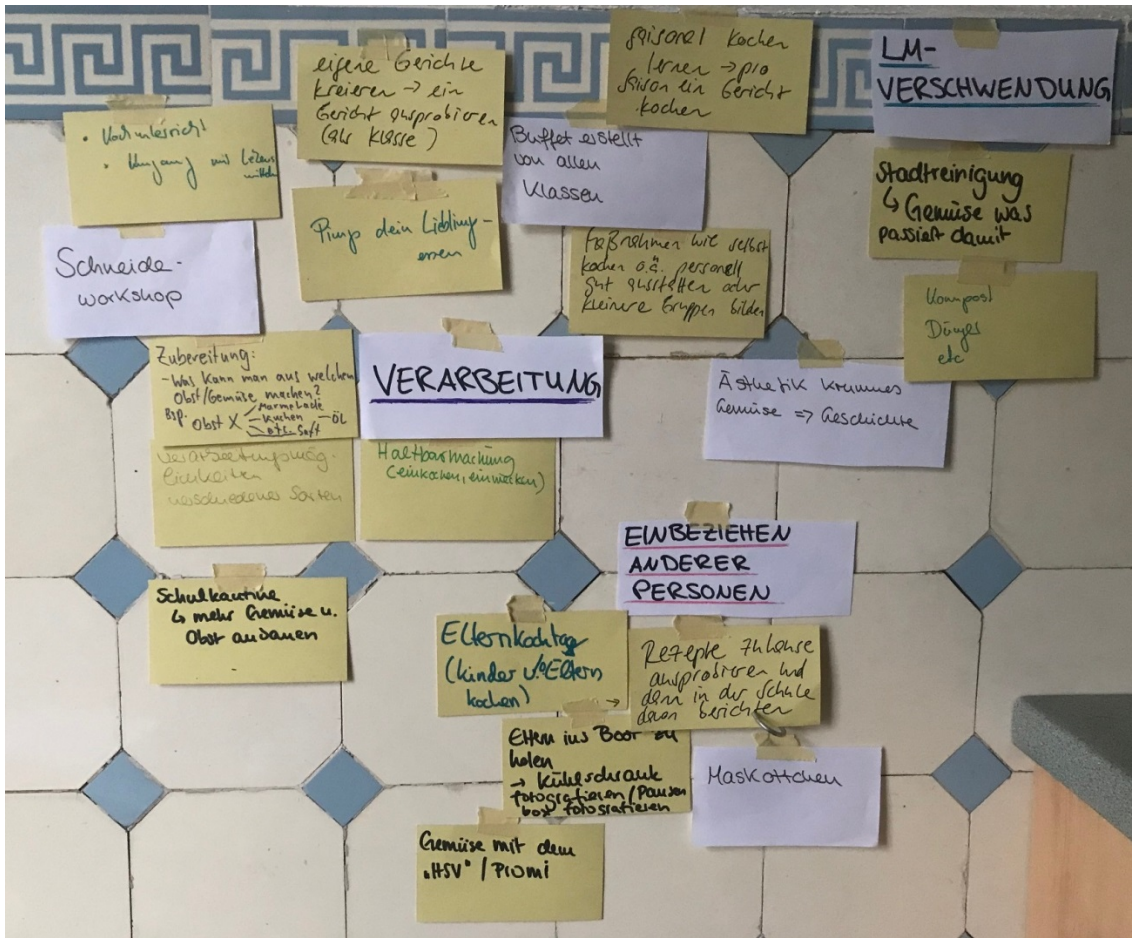 • Kochunterricht
• Umgang mit Lebens
mitteln
eigene Gerichte
kreieren → ein
Gericht ausprobieren
(als Klasse)
saisonal kochen
lernen → pro
saison ein Gericht
kochen
LM-
VERSCHWENDUNG
Buffet erstellt
von allen
Klassen
Stadtreinigung
↳ Gemüse was
passiert damit
Pimp dein Lieblings-
essen
Schneide-
workshop
Maßnahmen wie selbst
kochen o.ä. personell
gut ausstatten oder
kleinere Gruppen bilden
Kompost
Dünger
etc
Zubereitung:
- Was kann man aus welchen
Obst/Gemüse machen?
Bsp. Obst X
Marmelade
Kuchen - ÖL
etc. Saft
VERARBEITUNG
Ästhetik krummes
Gemüse => Geschichte
Verarbeitungsmög-
lichkeiten
verschiedener Sorten
Haltbarmachung
(einkochen, einwecken)
EINBEZIEHEN
ANDERER
PERSONEN
Schulkantine
↳ mehr Gemüse u.
Obst anbauen
Elternkochtag
(Kinder u/o Eltern
kochen)
→ Rezepte zuhause
ausprobieren und
dann in der Schule
davon berichten
Eltern ins Boot zu
holen
→ Kühlschrank
fotografieren / Pausen
box fotografieren
Maskottchen
Gemüse mit dem
"HSV" / Promi